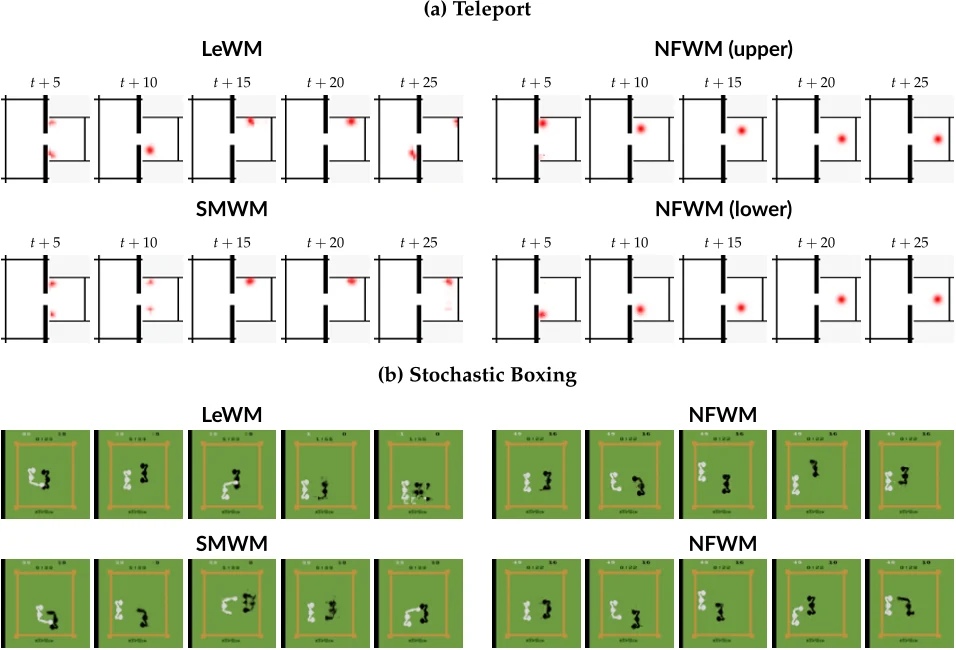 (a) Teleport
LeWM
NFWM (upper)
t + 5 t + 10 t + 15 t + 20 t + 25 t + 5 t + 10 t + 15 t + 20 t + 25
SMWM
NFWM (lower)
t + 5 t + 10 t + 15 t + 20 t + 25 t + 5 t + 10 t + 15 t + 20 t + 25
(b) Stochastic Boxing
LeWM
NFWM
SMWM
NFWM